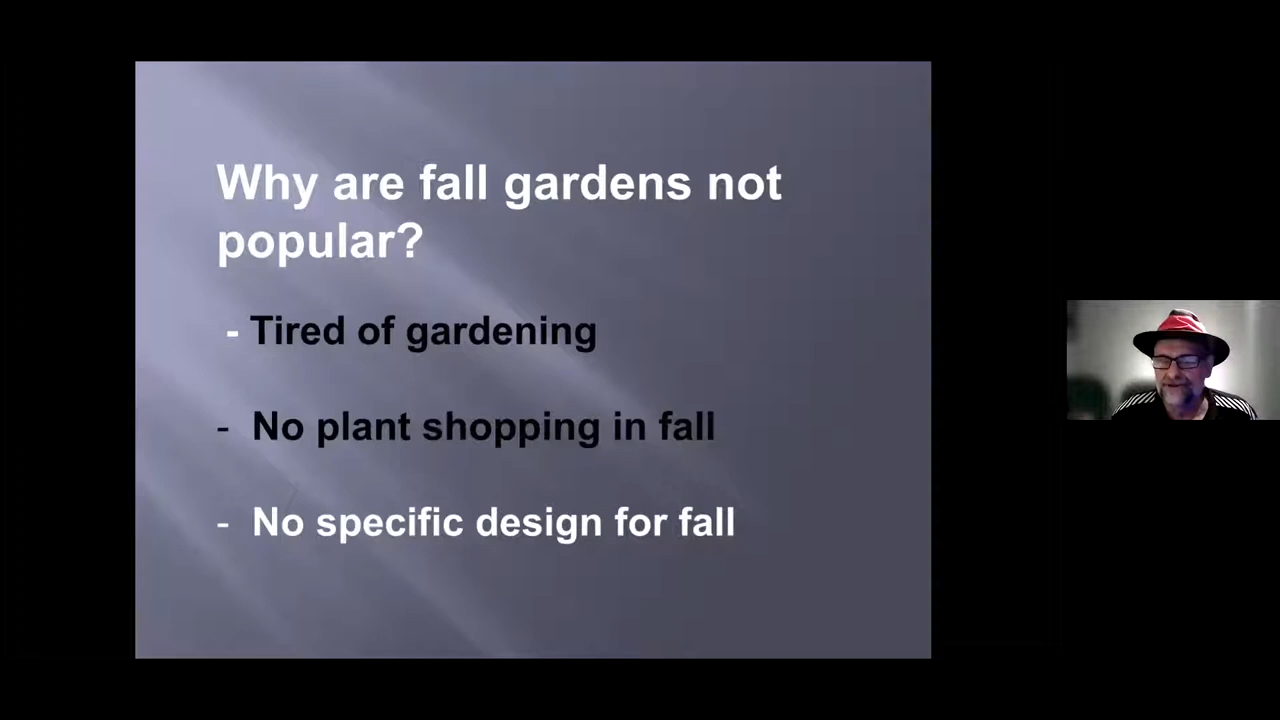 Why are fall gardens not
popular?
- Tired of gardening
- No plant shopping in fall
- No specific design for fall